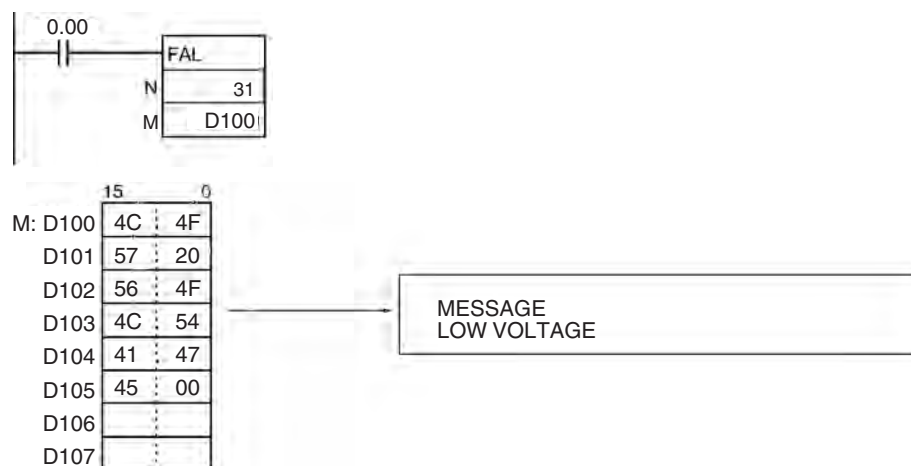 0.00
FAL
N 31
M D100
15 0
M: D100 4C 4F
D101 57 20
D102 56 4F
D103 4C 54
D104 41 47
D105 45 00
D106
D107
MESSAGE
LOW VOLTAGE